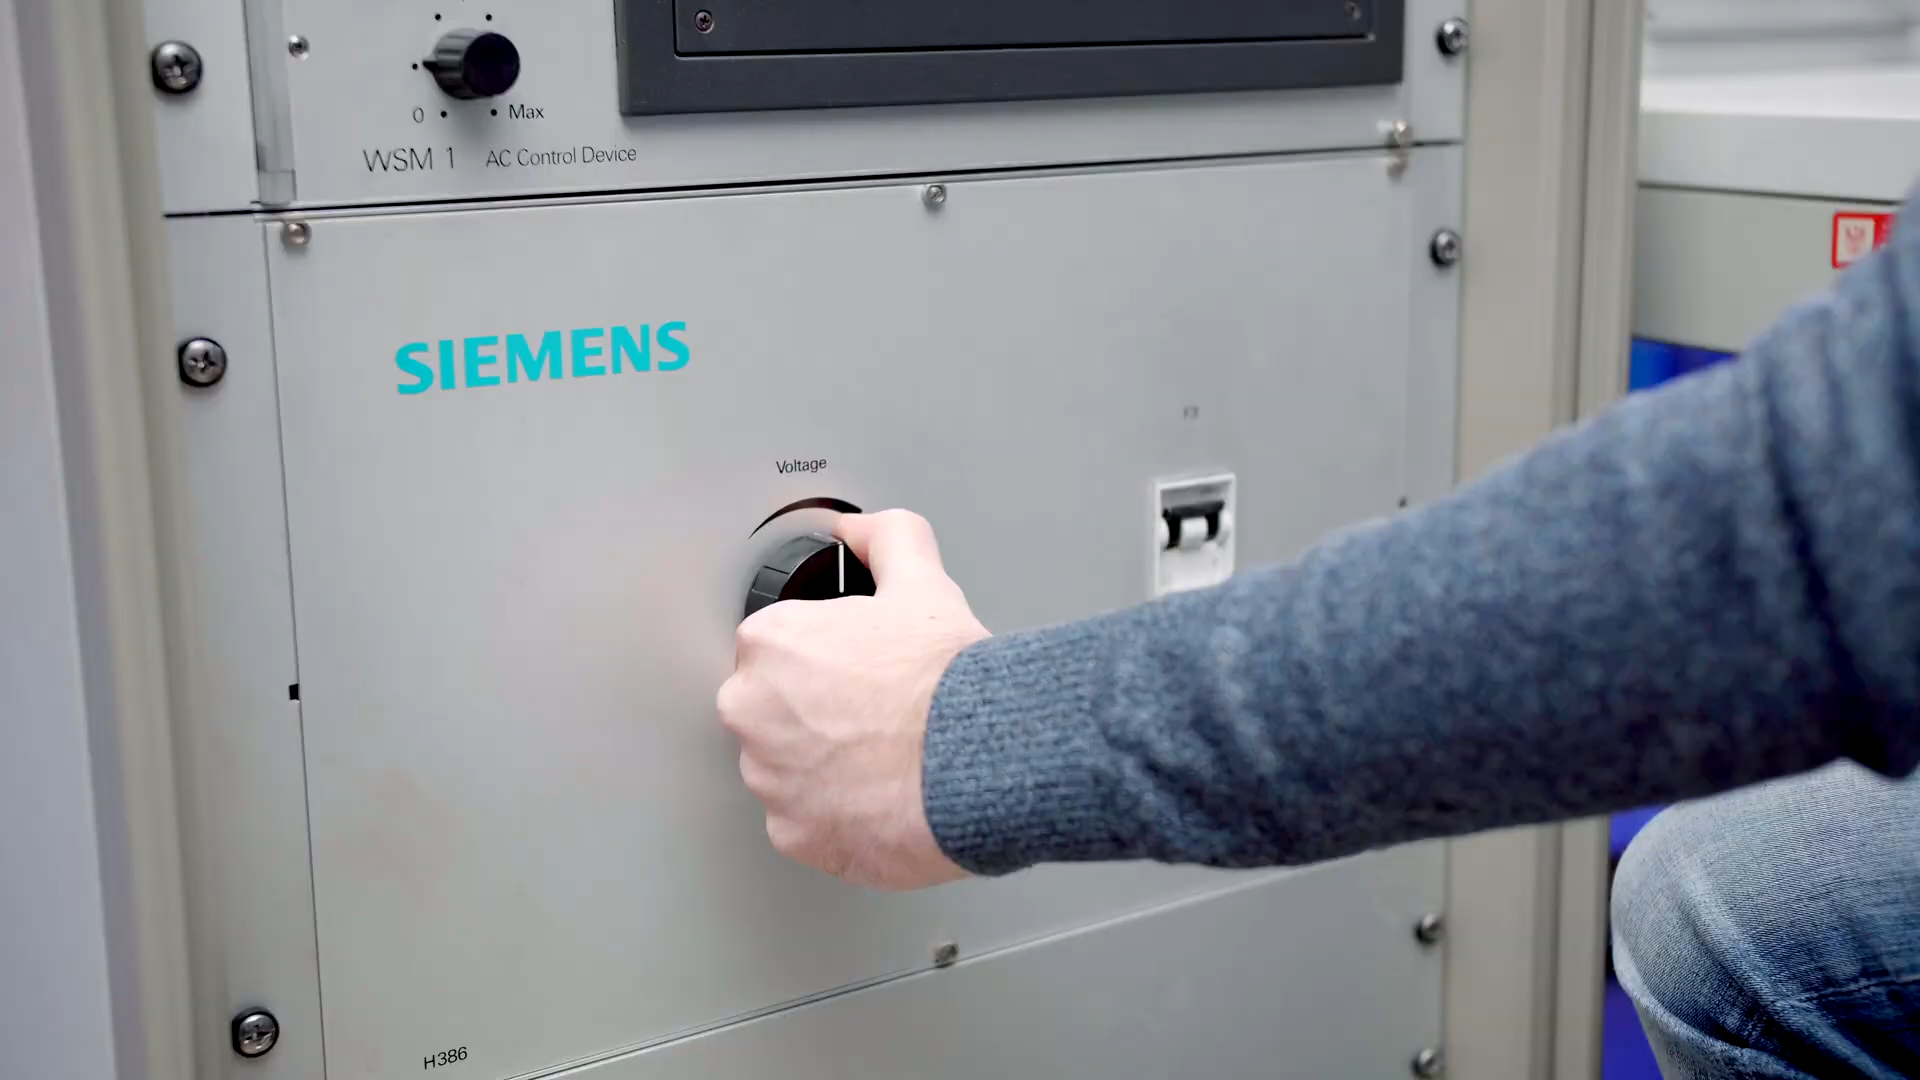 0 Max
WSM 1 AC Control Device
SIEMENS
Voltage
H386